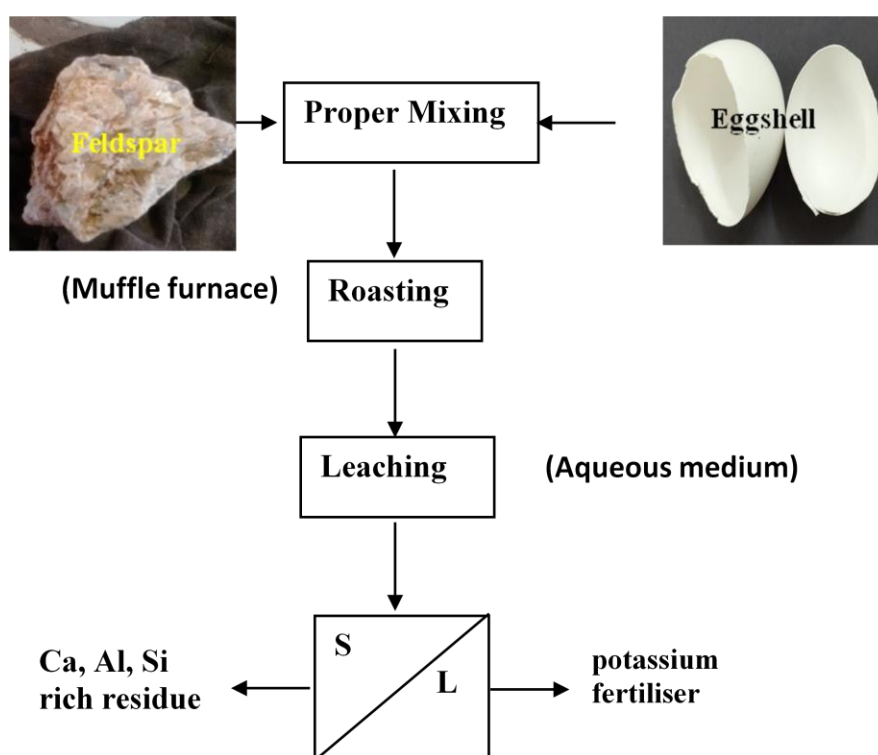 Feldspar
Proper Mixing
Eggshell
(Muffle furnace)
Roasting
Leaching
(Aqueous medium)
S
L
Ca, Al, Si
rich residue
potassium
fertiliser